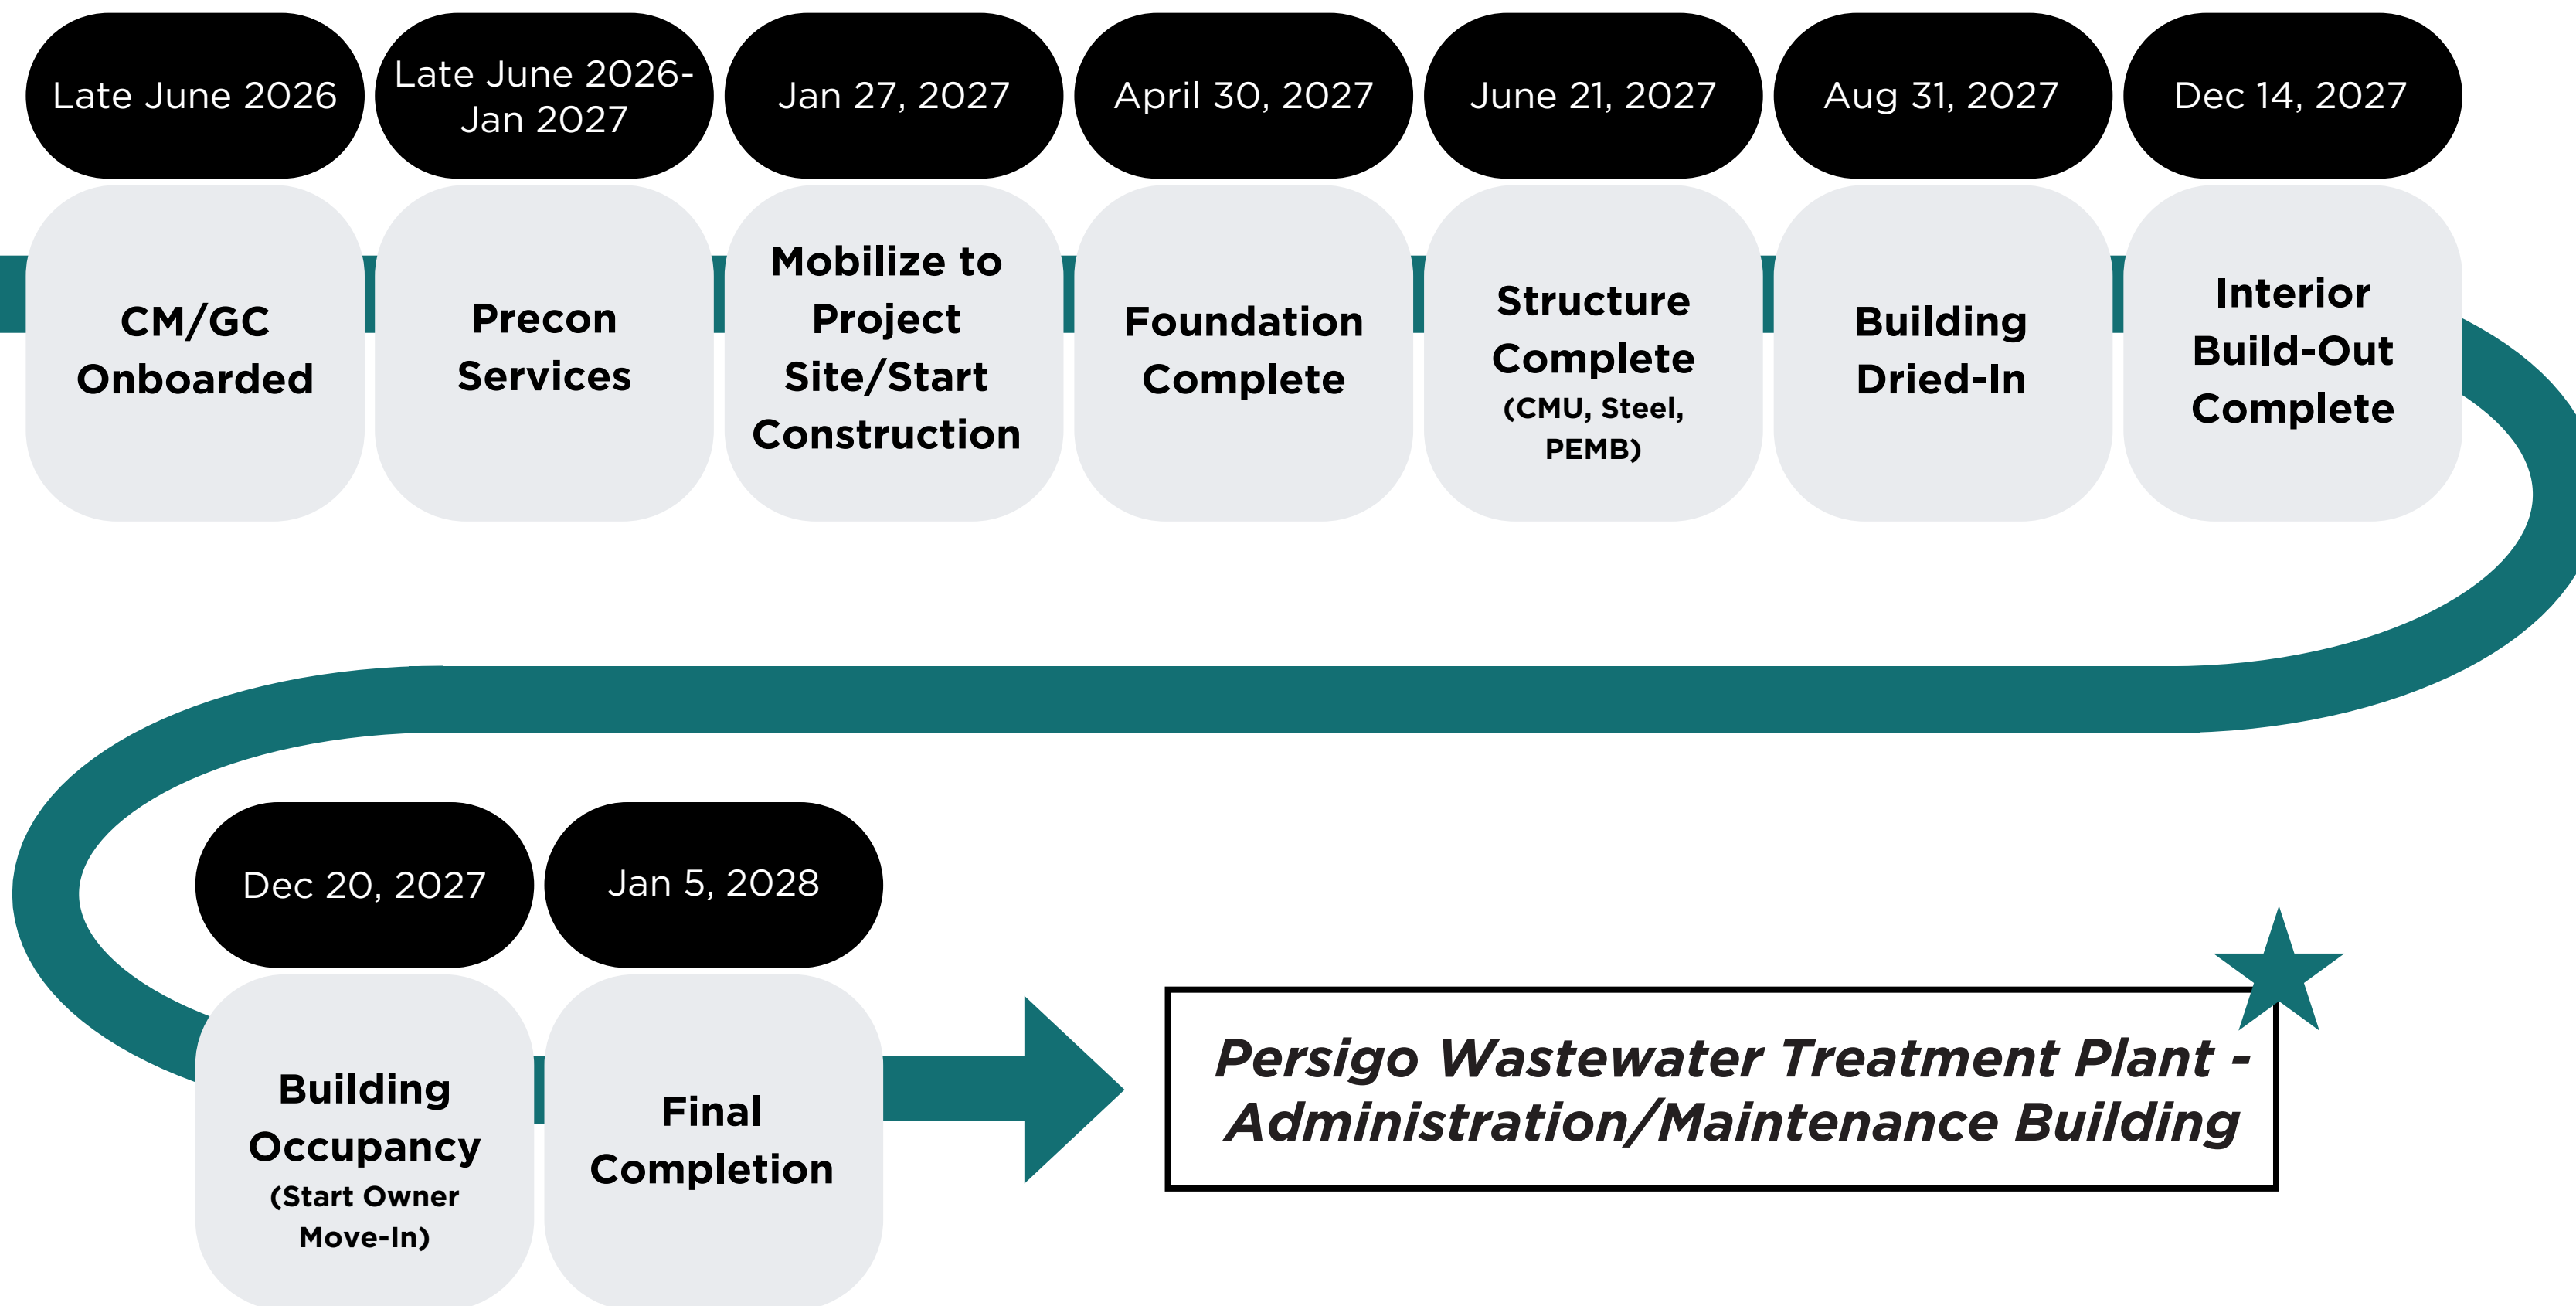 Late June 2026
CM/GC
Onboarded
Late June 2026-
Jan 2027
Precon
Services
Jan 27, 2027
Mobilize to
Project
Site/Start
Construction
April 30, 2027
Foundation
Complete
June 21, 2027
Structure
Complete
(CMU, Steel,
PEMB)
Aug 31, 2027
Building
Dried-In
Dec 14, 2027
Interior
Build-Out
Complete
Dec 20, 2027
Building
Occupancy
(Start Owner
Move-In)
Jan 5, 2028
Final
Completion
Persigo Wastewater Treatment Plant -
Administration/Maintenance Building